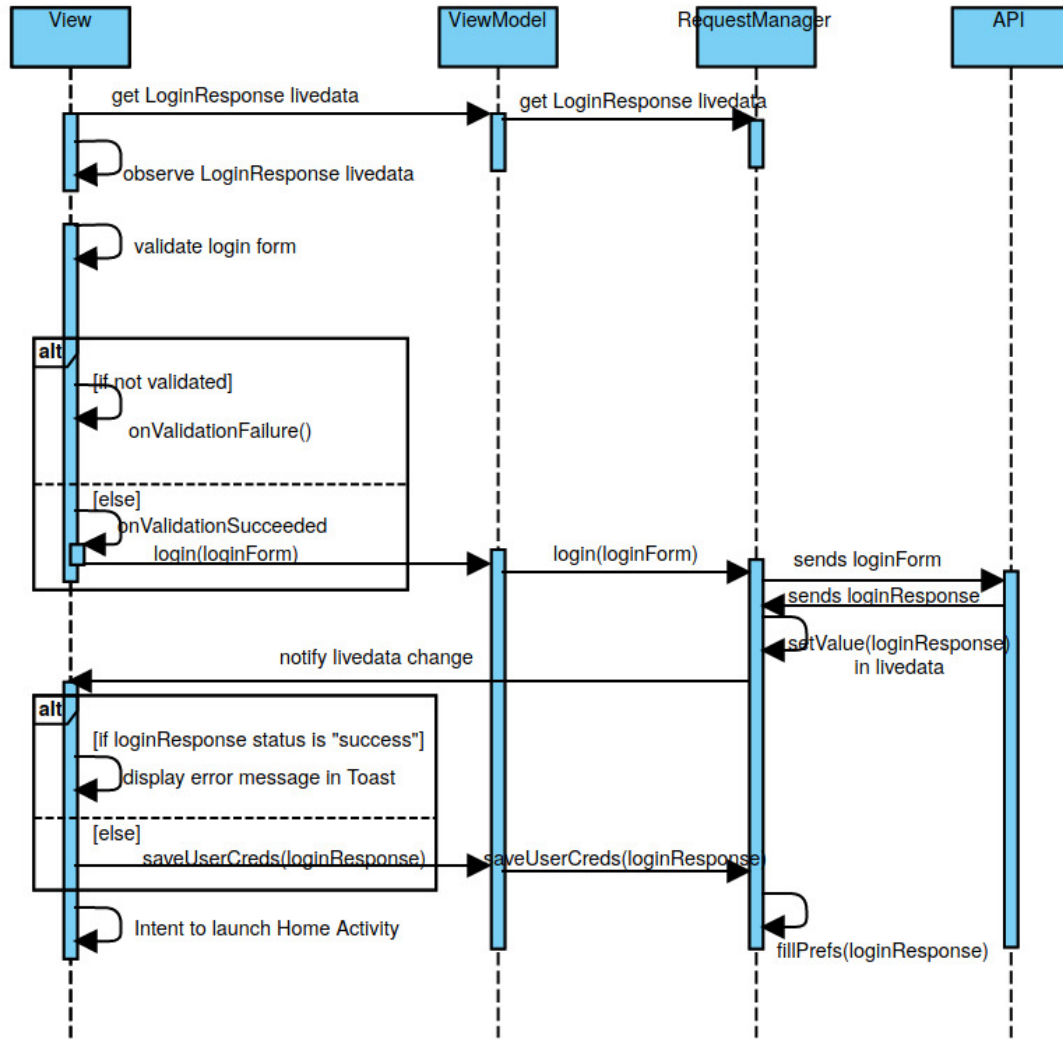 View
ViewModel
RequestManager
API
get LoginResponse livedata
get LoginResponse livedata
observe LoginResponse livedata
validate login form
alt
[if not validated]
onValidationFailure()
[else]
onValidationSucceeded
login(loginForm)
login(loginForm)
sends loginForm
sends loginResponse
setValue(loginResponse)
in livedata
notify livedata change
alt
[if loginResponse status is "success"]
display error message in Toast
[else]
saveUserCreds(loginResponse)
saveUserCreds(loginResponse)
Intent to launch Home Activity
fillPrefs(loginResponse)